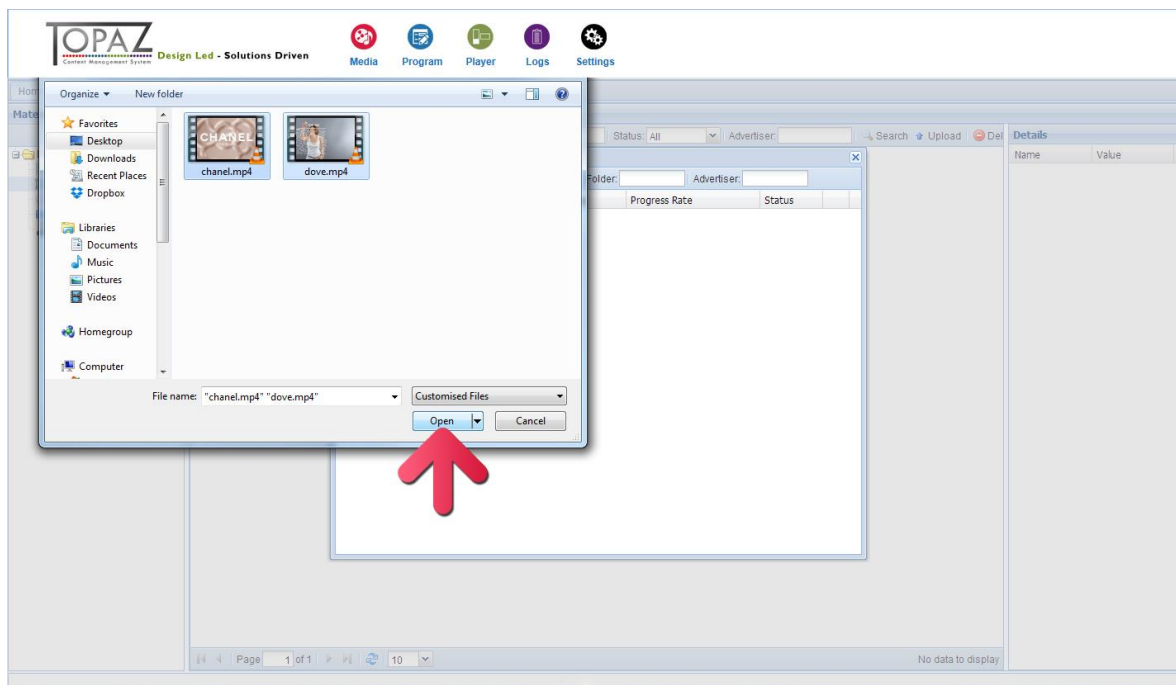 TOPAZ
Content Management System
Design Led - Solutions Driven
Media Program Player Logs Settings
Hom
Organize New folder
Mate
Favorites
Desktop
Downloads
Recent Places
Dropbox
Libraries
Documents
Music
Pictures
Videos
Homegroup
Computer
CHANEL
chanel.mp4 dove.mp4
File name: "chanel.mp4" "dove.mp4" Customised Files
Open Cancel
Status: All Advertiser: Search Upload Del
Folder: Advertiser:
Progress Rate Status
Details
Name Value
Page 1 of 1 10 No data to display